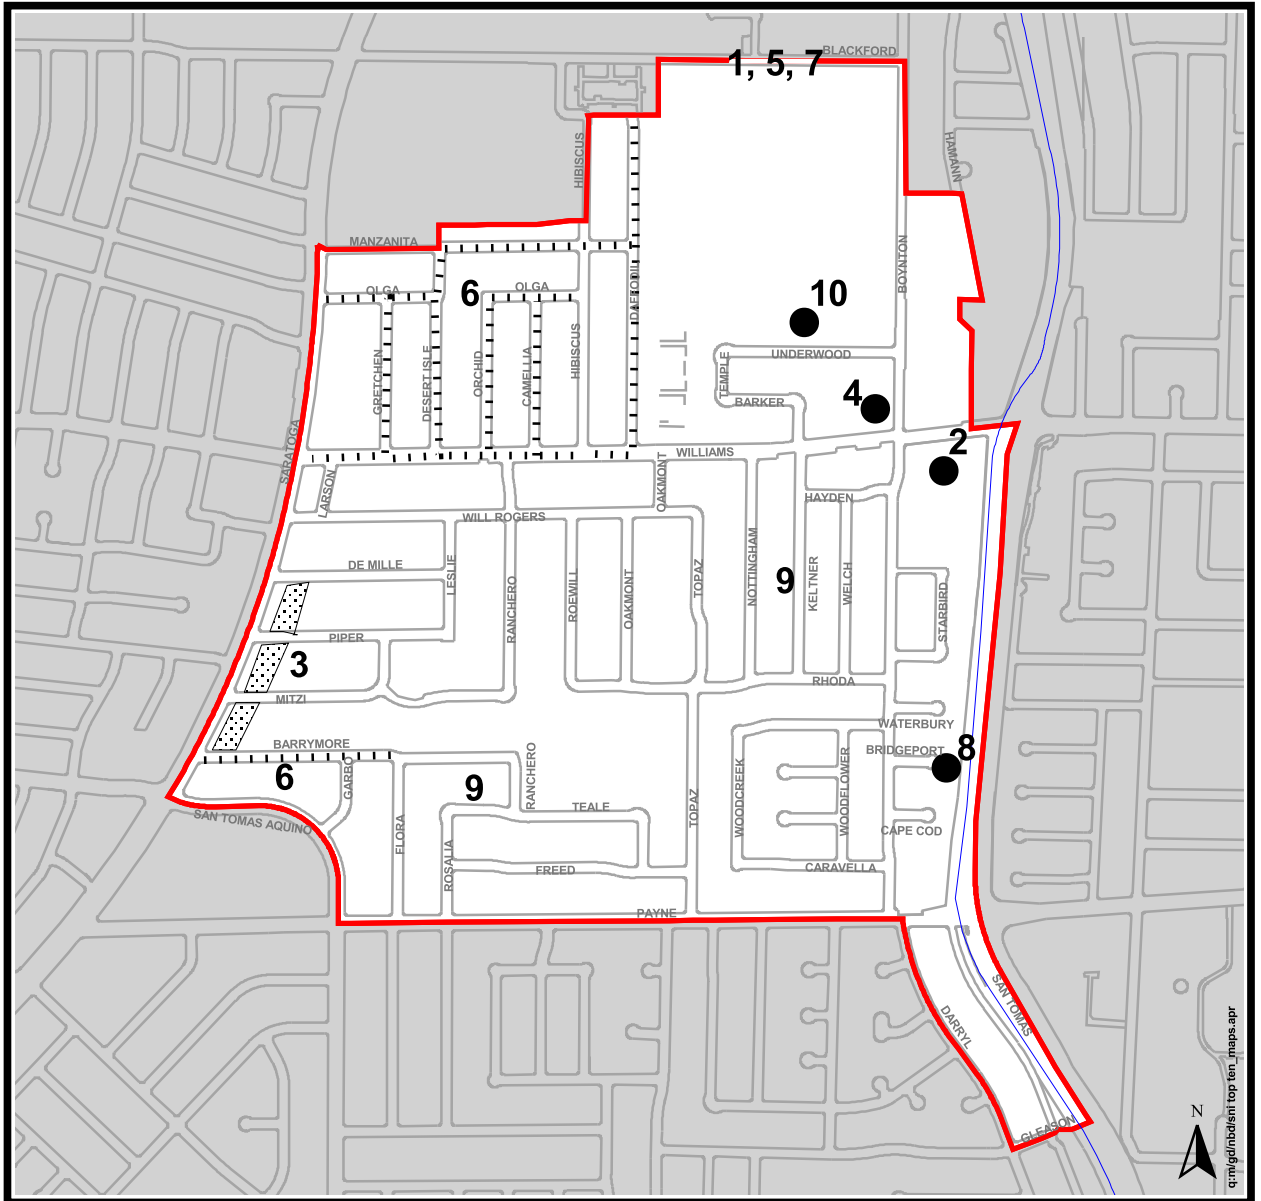 BLACKFORD
1, 5, 7
HIBISCUS
HAMANN
MANZANITA
BOYNTON
OLGA
6
OLGA
DAFFODIL
10
GRETCHEN
DESERT ISLE
ORCHID
CAMELLIA
HIBISCUS
UNDERWOOD
TEMPLE
BARKER
4
2
SARATOGA
WILLIAMS
LARSON
OAKMONT
HAYDEN
WILL ROGERS
DE MILLE
LESLIE
RANCHERO
ROEWILL
OAKMONT
TOPAZ
NOTTINGHAM
9
KELTNER
WELCH
STARBIRD
PIPER
3
MITZI
RHODA
WATERBURY
BARRYMORE
BRIDGEPORT
8
6
GARBO
9
RANCHERO
TEALE
TOPAZ
WOODCREEK
WOODFLOWER
SAN TOMAS AQUINO
FLORA
ROSALIA
CAPE COD
FREED
CARAVELLA
PAYNE
DARRYL
SAN TOMAS
GLEASON
N
q:m/gd/nbd/sni top ten_maps.apr